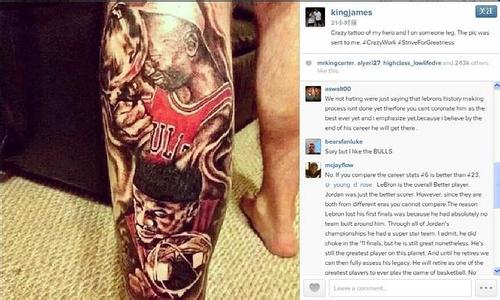 kingjames
关注
21小时前
Crazy tattoo of my hero and I on someone leg. The pic
was sent to me. #CrazyWork #StriveForGreatness
mrkingcarter, alyeri27, highclass_lowlifedre and 243k others
like this.
aswalt00
We not hating were just saying that lebrons history making
process isnt done yet therfore you cant coronate him as the
best ever yet and i emphasize yet,because i believe by the
end of career he will get there .
bearsfanluke
Sorry but I like the BULLS
mcjayflow
No. If you compare the career stats #6 is better than #23.
@_young_d_rose_. LeBron is the overall Better player.
Jordan was just the better scorer. However, since they are
both from different eras you cannot compare.The reason
Lebron lost his first finals was because he had absolutely no
team built around him. Through all of Jordan's
championships he had a super star team. I admit, he did
choke in the '11 finals, but he is still great nonetheless. He's
still the greatest player on this planet. And until he retires we
can then fully assess his legacy. He will retire as one of the
greatest players to ever play the game of basketball. No
Leave a comment...
BULLS